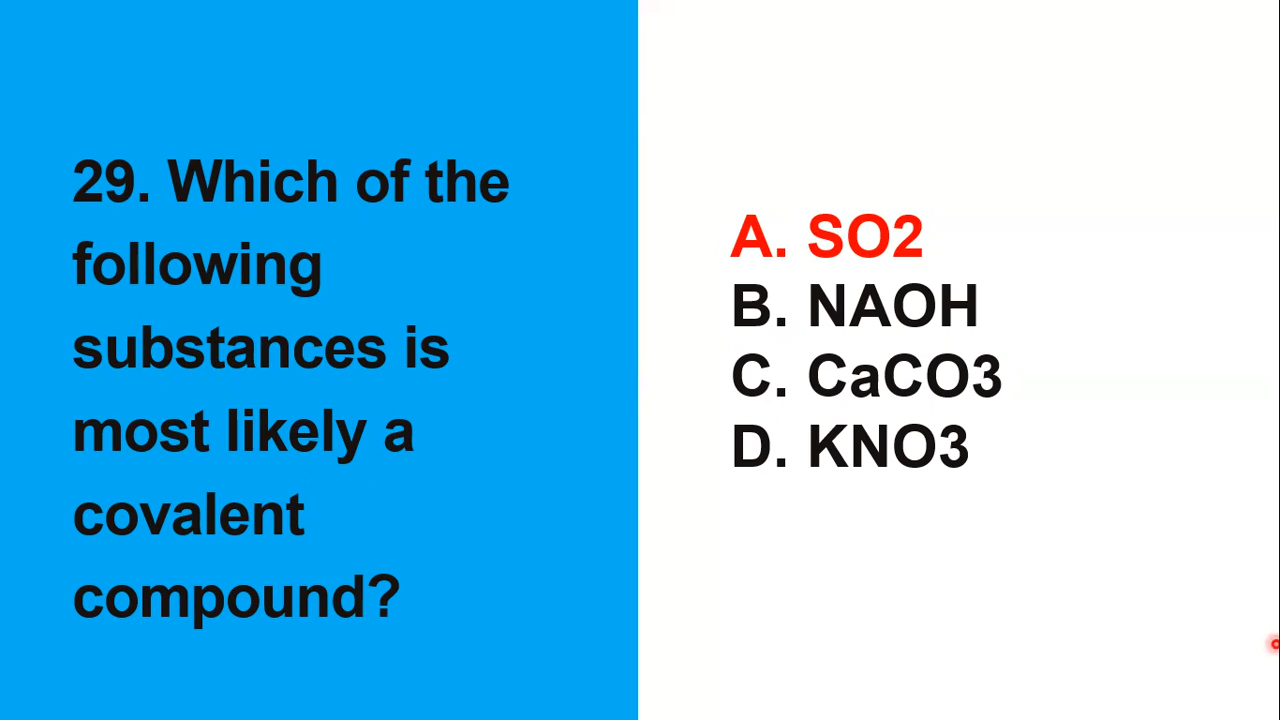 29. Which of the
following
substances is
most likely a
covalent
compound?
A. SO2
B. NAOH
C. CaCO3
D. KNO3